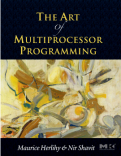 THE ART
of
MULTIPROCESSOR
PROGRAMMING
Maurice Herlihy & Nir Shavit